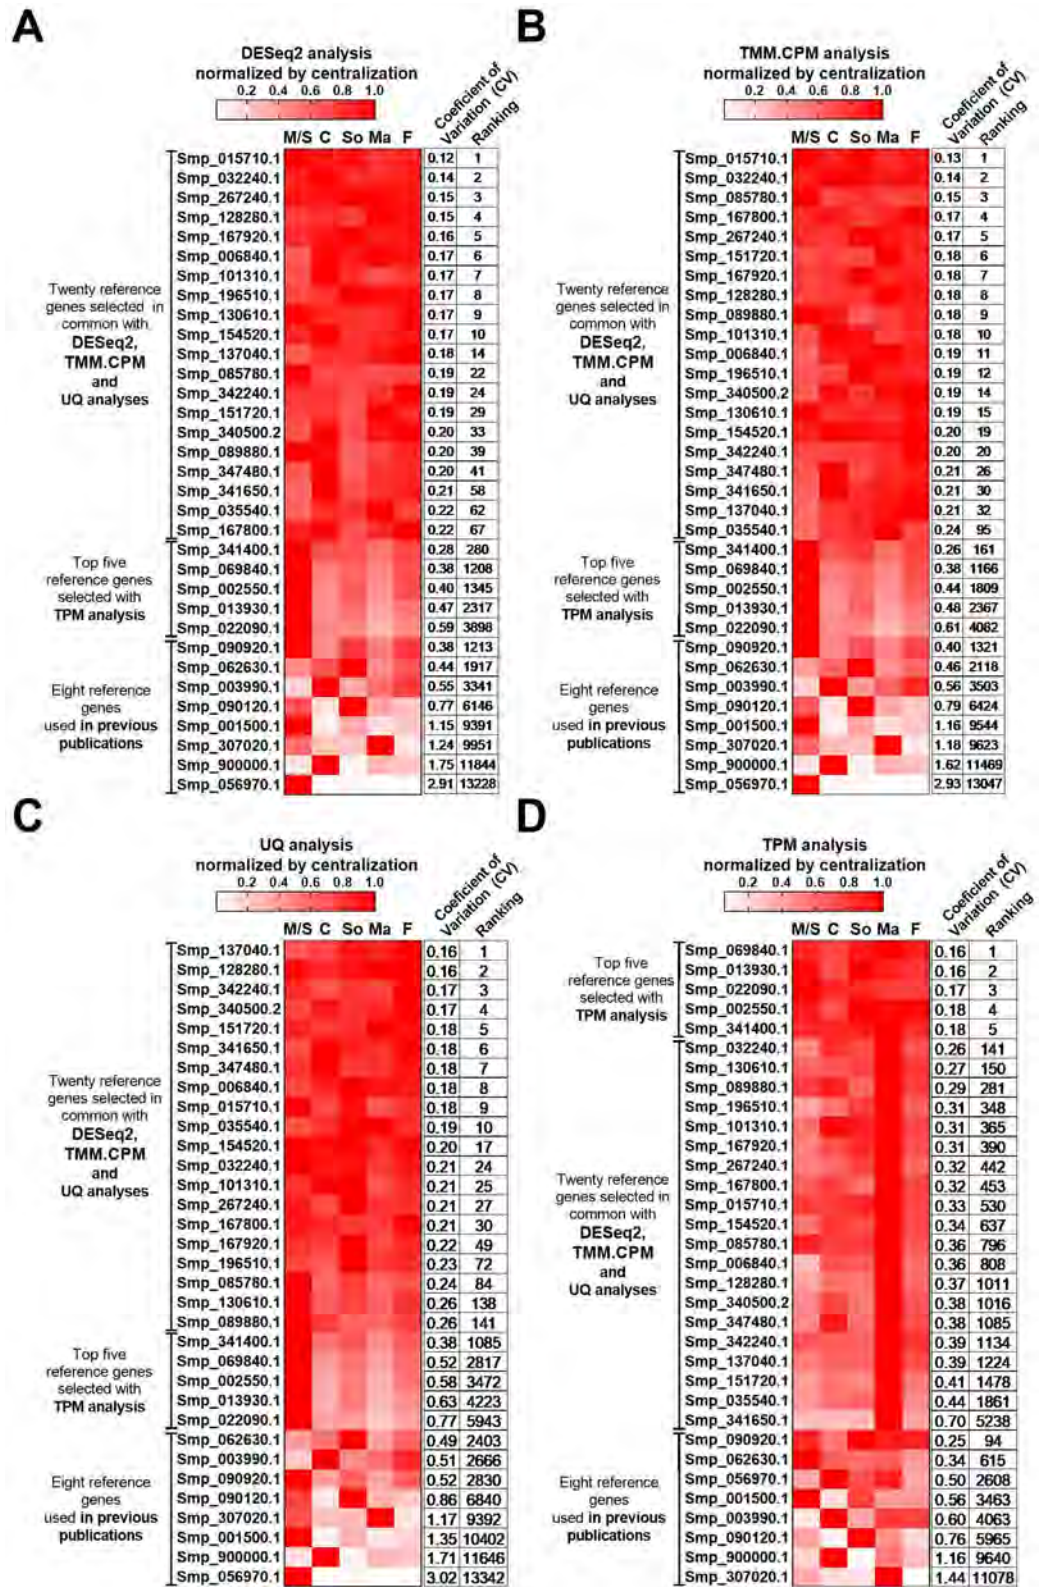 A
DESeq2 analysis
normalized by centralization
0.2 0.4 0.6 0.8 1.0
Coeficient of
Variation (CV)
Ranking
M/S C So Ma F
Smp_015710.1 0.12 1
Smp_032240.1 0.14 2
Smp_267240.1 0.15 3
Smp_128280.1 0.15 4
Smp_167920.1 0.16 5
Smp_006840.1 0.17 6
Smp_101310.1 0.17 7
Smp_196510.1 0.17 8
Smp_130610.1 0.17 9
Smp_154520.1 0.17 10
Smp_137040.1 0.18 14
Smp_085780.1 0.19 22
Smp_342240.1 0.19 24
Smp_151720.1 0.19 29
Smp_340500.2 0.20 33
Smp_089880.1 0.20 39
Smp_347480.1 0.20 41
Smp_341650.1 0.21 58
Smp_035540.1 0.22 62
Smp_167800.1 0.22 67
Smp_341400.1 0.28 280
Smp_069840.1 0.38 1208
Smp_002550.1 0.40 1345
Smp_013930.1 0.47 2317
Smp_022090.1 0.59 3898
Smp_090920.1 0.38 1213
Smp_062630.1 0.44 1917
Smp_003990.1 0.55 3341
Smp_090120.1 0.77 6146
Smp_001500.1 1.15 9391
Smp_307020.1 1.24 9951
Smp_900000.1 1.75 11844
Smp_056970.1 2.91 13228
Twenty reference
genes selected in
common with
DESeq2,
TMM.CPM
and
UQ analyses
Top five
reference genes
selected with
TPM analysis
Eight reference
genes
used in previous
publications
B
TMM.CPM analysis
normalized by centralization
0.2 0.4 0.6 0.8 1.0
Coeficient of
Variation (CV)
Ranking
M/S C So Ma F
Smp_015710.1 0.13 1
Smp_032240.1 0.14 2
Smp_085780.1 0.15 3
Smp_167800.1 0.17 4
Smp_267240.1 0.17 5
Smp_151720.1 0.18 6
Smp_167920.1 0.18 7
Smp_128280.1 0.18 8
Smp_089880.1 0.18 9
Smp_101310.1 0.18 10
Smp_006840.1 0.19 11
Smp_196510.1 0.19 12
Smp_340500.2 0.19 14
Smp_130610.1 0.19 15
Smp_154520.1 0.20 19
Smp_342240.1 0.20 20
Smp_347480.1 0.21 26
Smp_341650.1 0.21 30
Smp_137040.1 0.21 32
Smp_035540.1 0.24 95
Smp_341400.1 0.26 161
Smp_069840.1 0.38 1166
Smp_002550.1 0.44 1809
Smp_013930.1 0.48 2367
Smp_022090.1 0.61 4082
Smp_090920.1 0.40 1321
Smp_062630.1 0.46 2118
Smp_003990.1 0.56 3503
Smp_090120.1 0.79 6424
Smp_001500.1 1.16 9544
Smp_307020.1 1.18 9623
Smp_900000.1 1.62 11469
Smp_056970.1 2.93 13047
Twenty reference
genes selected in
common with
DESeq2,
TMM.CPM
and
UQ analyses
Top five
reference genes
selected with
TPM analysis
Eight reference
genes
used in previous
publications
C
UQ analysis
normalized by centralization
0.2 0.4 0.6 0.8 1.0
Coeficient of
Variation (CV)
Ranking
M/S C So Ma F
Smp_137040.1 0.16 1
Smp_128280.1 0.16 2
Smp_342240.1 0.17 3
Smp_340500.2 0.17 4
Smp_151720.1 0.18 5
Smp_341650.1 0.18 6
Smp_347480.1 0.18 7
Smp_006840.1 0.18 8
Smp_015710.1 0.18 9
Smp_035540.1 0.19 10
Smp_154520.1 0.20 17
Smp_032240.1 0.21 24
Smp_101310.1 0.21 25
Smp_267240.1 0.21 27
Smp_167800.1 0.21 30
Smp_167920.1 0.22 49
Smp_196510.1 0.23 72
Smp_085780.1 0.24 84
Smp_130610.1 0.26 138
Smp_089880.1 0.26 141
Smp_341400.1 0.38 1085
Smp_069840.1 0.52 2817
Smp_002550.1 0.58 3472
Smp_013930.1 0.63 4223
Smp_022090.1 0.77 5943
Smp_062630.1 0.49 2403
Smp_003990.1 0.51 2666
Smp_090920.1 0.52 2830
Smp_090120.1 0.86 6840
Smp_307020.1 1.17 9392
Smp_001500.1 1.35 10402
Smp_900000.1 1.71 11646
Smp_056970.1 3.02 13342
Twenty reference
genes selected in
common with
DESeq2,
TMM.CPM
and
UQ analyses
Top five
reference genes
selected with
TPM analysis
Eight reference
genes
used in previous
publications
D
TPM analysis
normalized by centralization
0.2 0.4 0.6 0.8 1.0
Coeficient of
Variation (CV)
Ranking
M/S C So Ma F
Smp_069840.1 0.16 1
Smp_013930.1 0.16 2
Smp_022090.1 0.17 3
Smp_002550.1 0.18 4
Smp_341400.1 0.18 5
Smp_032240.1 0.26 141
Smp_130610.1 0.27 150
Smp_089880.1 0.29 281
Smp_196510.1 0.31 348
Smp_101310.1 0.31 365
Smp_167920.1 0.31 390
Smp_267240.1 0.32 442
Smp_167800.1 0.32 453
Smp_015710.1 0.33 530
Smp_154520.1 0.34 637
Smp_085780.1 0.36 796
Smp_006840.1 0.36 808
Smp_128280.1 0.37 1011
Smp_340500.2 0.38 1016
Smp_347480.1 0.38 1085
Smp_342240.1 0.39 1134
Smp_137040.1 0.39 1224
Smp_151720.1 0.41 1478
Smp_035540.1 0.44 1861
Smp_341650.1 0.70 5238
Smp_090920.1 0.25 94
Smp_062630.1 0.34 615
Smp_056970.1 0.50 2608
Smp_001500.1 0.56 3463
Smp_003990.1 0.60 4063
Smp_090120.1 0.76 5965
Smp_900000.1 1.16 9640
Smp_307020.1 1.44 11078
Top five
reference genes
selected with
TPM analysis
Twenty reference
genes selected in
common with
DESeq2,
TMM.CPM
and
UQ analyses
Eight reference
genes
used in previous
publications